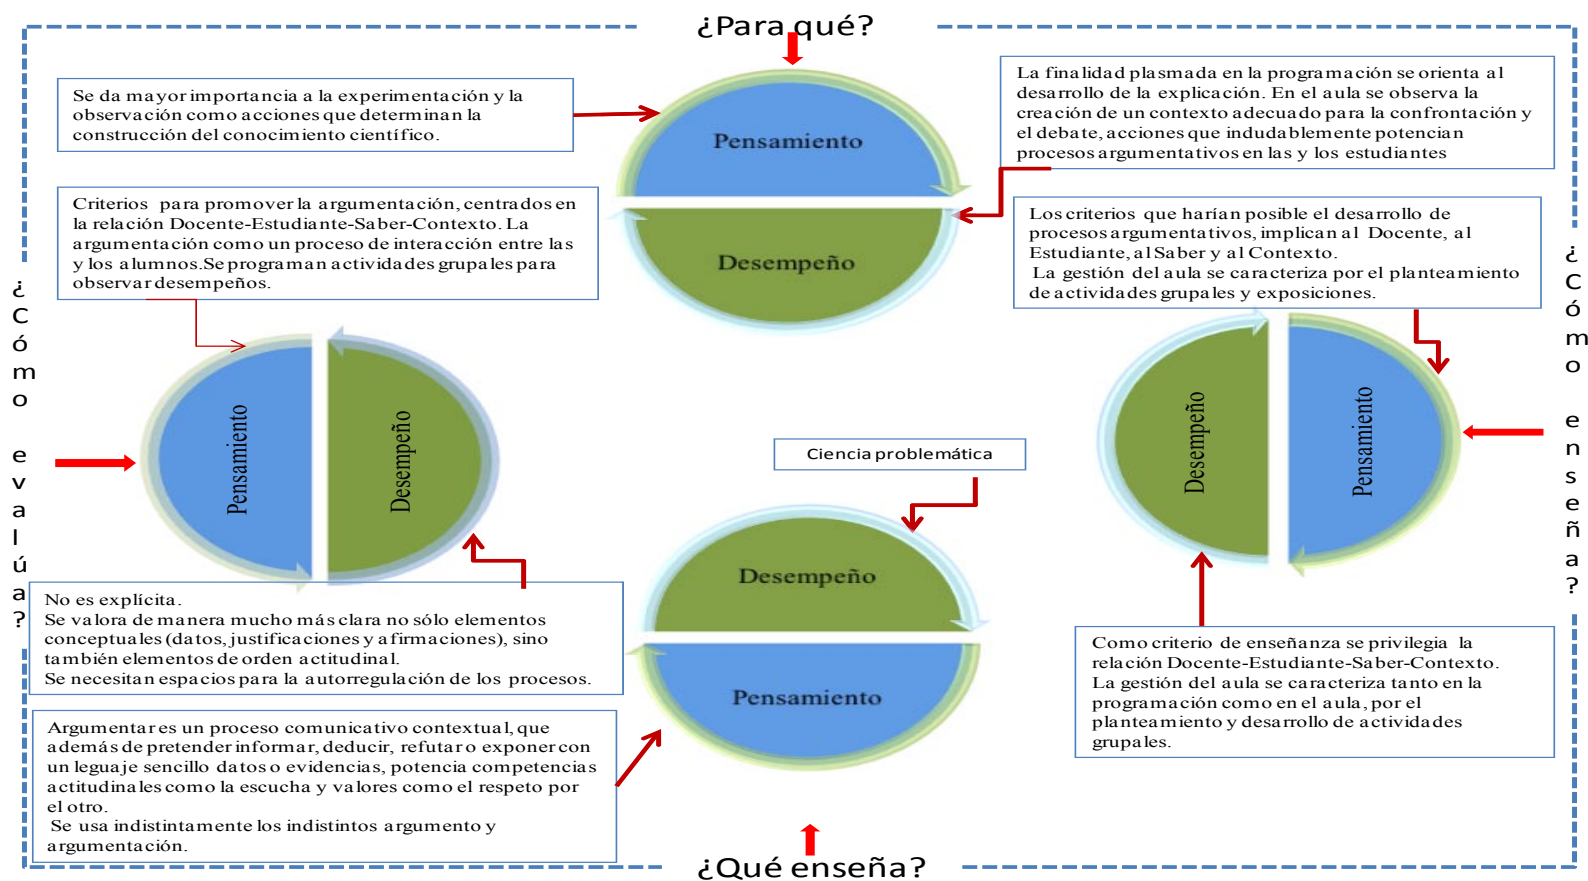 ¿Para qué?
Se da mayor importancia a la experimentación y la
observación como acciones que determinan la
construcción del conocimiento científico.
Pensamiento
Desempeño
La finalidad plasmada en la programación se orienta al
desarrollo de la explicación. En el aula se observa la
creación de un contexto adecuado para la confrontación y
el debate, acciones que indudablemente potencian
procesos argumentativos en las y los estudiantes
Criterios para promover la argumentación, centrados en
la relación Docente-Estudiante-Saber-Contexto. La
argumentación como un proceso de interacción entre las
y los alumnos.Se programan actividades grupales para
observar desempeños.
Los criterios que harían posible el desarrollo de
procesos argumentativos, implican al Docente, al
Estudiante, al Saber y al Contexto.
La gestión del aula se caracteriza por el planteamiento
de actividades grupales y exposiciones.
¿Cómo evalúa?
Pensamiento
Desempeño
Desempeño
Pensamiento
¿Cómo enseña?
Ciencia problemática
Desempeño
Pensamiento
No es explícita.
Se valora de manera mucho más clara no sólo elementos
conceptuales (datos, justificaciones y afirmaciones), sino
también elementos de orden actitudinal.
Se necesitan espacios para la autorregulación de los procesos.
Como criterio de enseñanza se privilegia la
relación Docente-Estudiante-Saber-Contexto.
La gestión del aula se caracteriza tanto en la
programación como en el aula, por el
planteamiento y desarrollo de actividades
grupales.
Argumentar es un proceso comunicativo contextual, que
además de pretender informar, deducir, refutar o exponer con
un leguaje sencillo datos o evidencias, potencia competencias
actitudinales como la escucha y valores como el respeto por
el otro.
Se usa indistintamente los indistintos argumento y
argumentación.
¿Qué enseña?